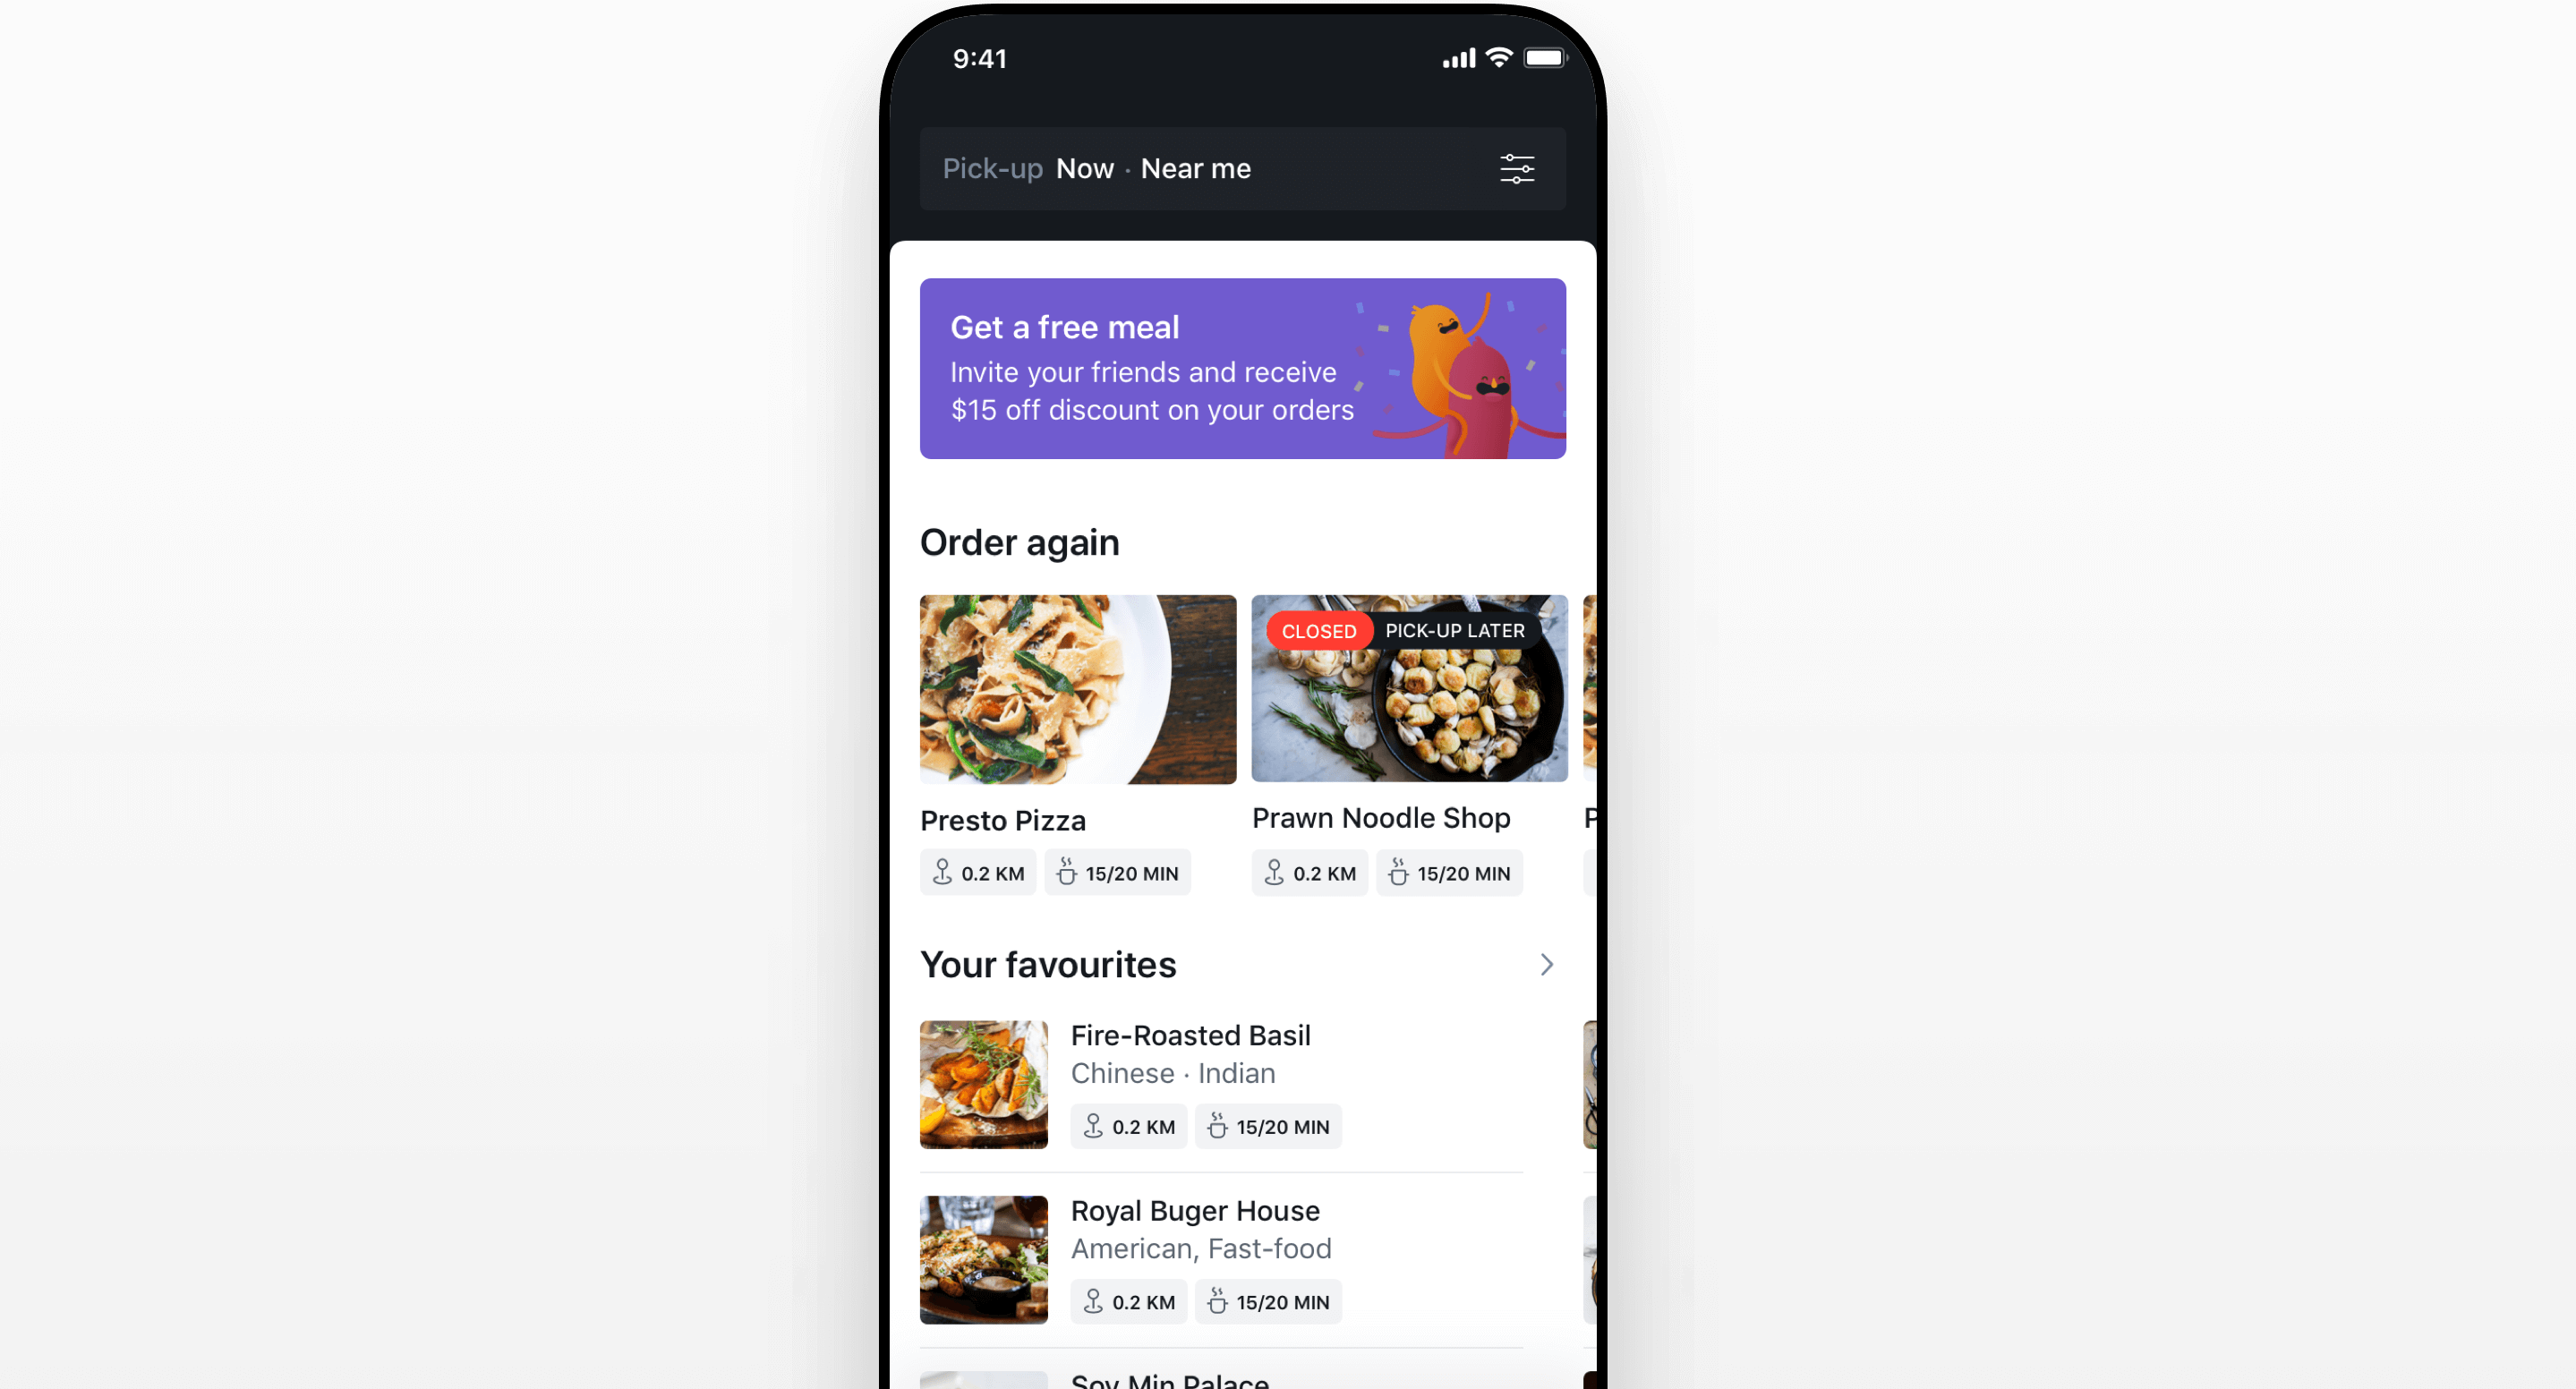 9:41
Pick-up Now · Near me
Get a free meal
Invite your friends and receive
$15 off discount on your orders
Order again
CLOSED PICK-UP LATER
Presto Pizza
0.2 KM 15/20 MIN
Prawn Noodle Shop
0.2 KM 15/20 MIN
P
Your favourites
Fire-Roasted Basil
Chinese · Indian
0.2 KM 15/20 MIN
Royal Buger House
American, Fast-food
0.2 KM 15/20 MIN
Soy Min Palace